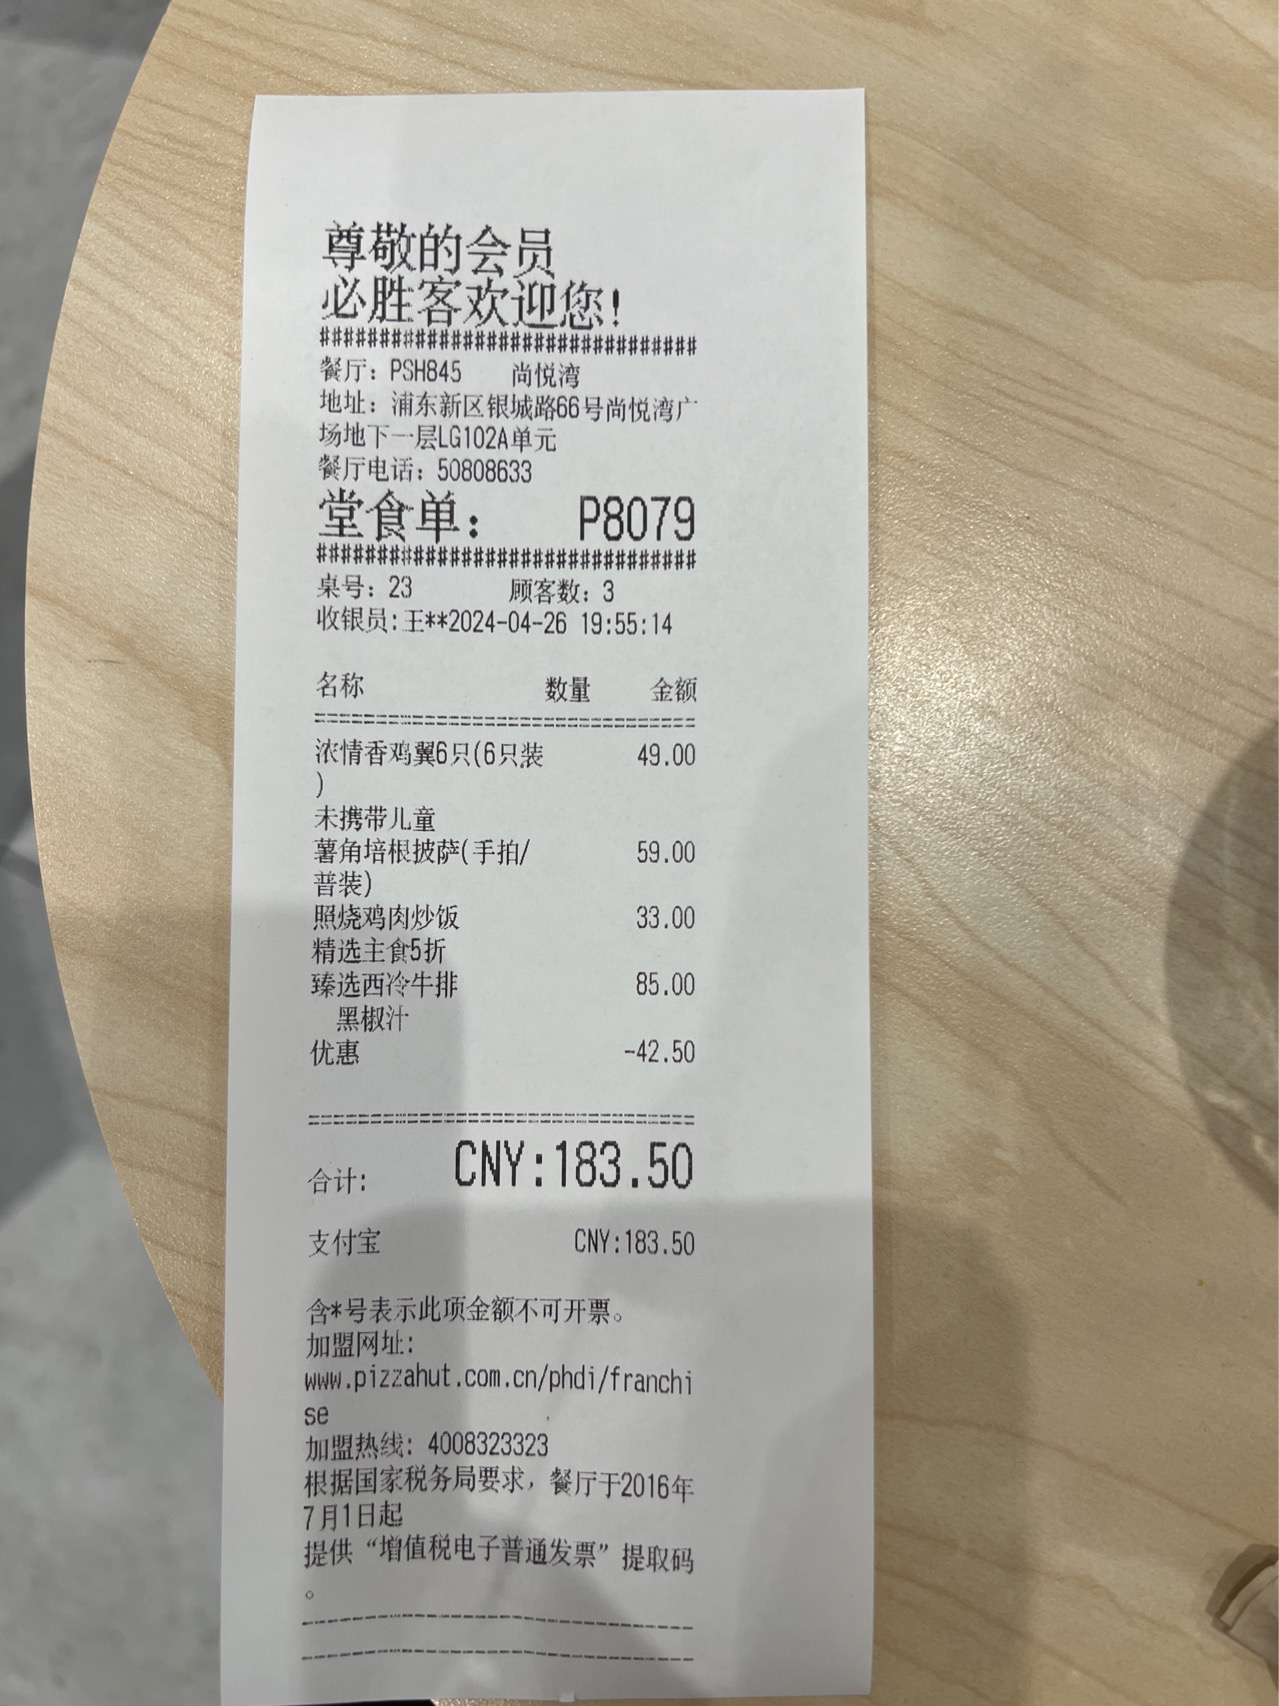 尊敬的会员
必胜客欢迎您!
################################
餐厅: PSH845 尚悦湾
地址: 浦东新区银城路66号尚悦湾广
场地下一层LG102A单元
餐厅电话: 50808633
堂食单: P8079
################################
桌号: 23 顾客数: 3
收银员:王**2024-04-26 19:55:14
名称 数量 金额
================================
浓情香鸡翼6只(6只装 49.00
)
未携带儿童
薯角培根披萨(手拍/ 59.00
普装)
照烧鸡肉炒饭 33.00
精选主食5折
臻选西冷牛排 85.00
黑椒汁
优惠 -42.50
================================
合计: CNY:183.50
支付宝 CNY:183.50
含*号表示此项金额不可开票。
加盟网址:
www.pizzahut.com.cn/phdi/franchi
se
加盟热线: 4008323323
根据国家税务局要求, 餐厅于2016年
7月1日起
提供“增值税电子普通发票”提取码
。
--------------------------------
--------------------------------